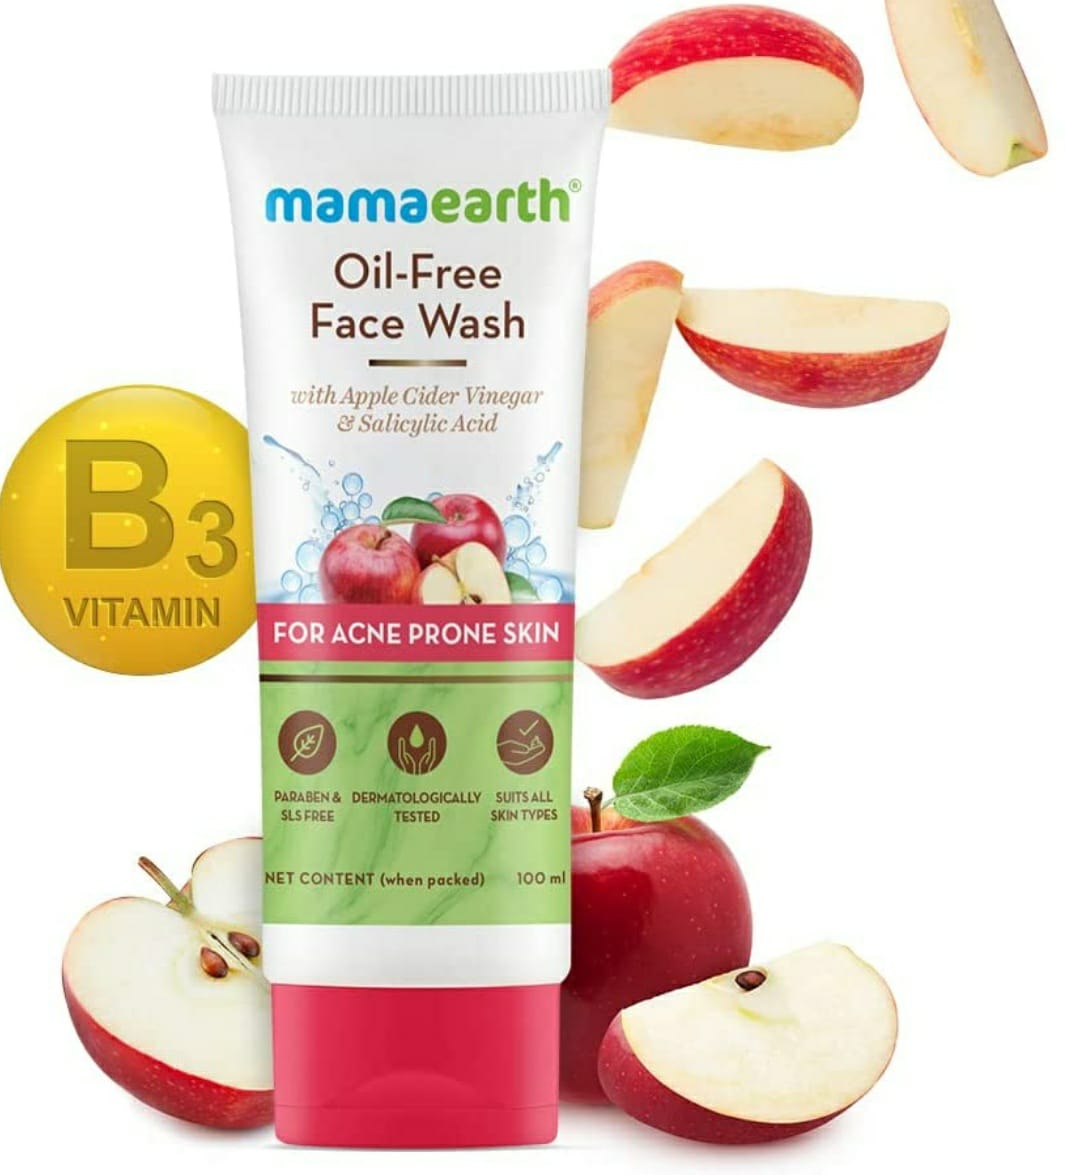 mamaearth®
Oil-Free
Face Wash
with Apple Cider Vinegar
& Salicylic Acid
B3
VITAMIN
FOR ACNE PRONE SKIN
PARABEN &
SLS FREE
DERMATOLOGICALLY
TESTED
SUITS ALL
SKIN TYPES
NET CONTENT (when packed) 100 ml